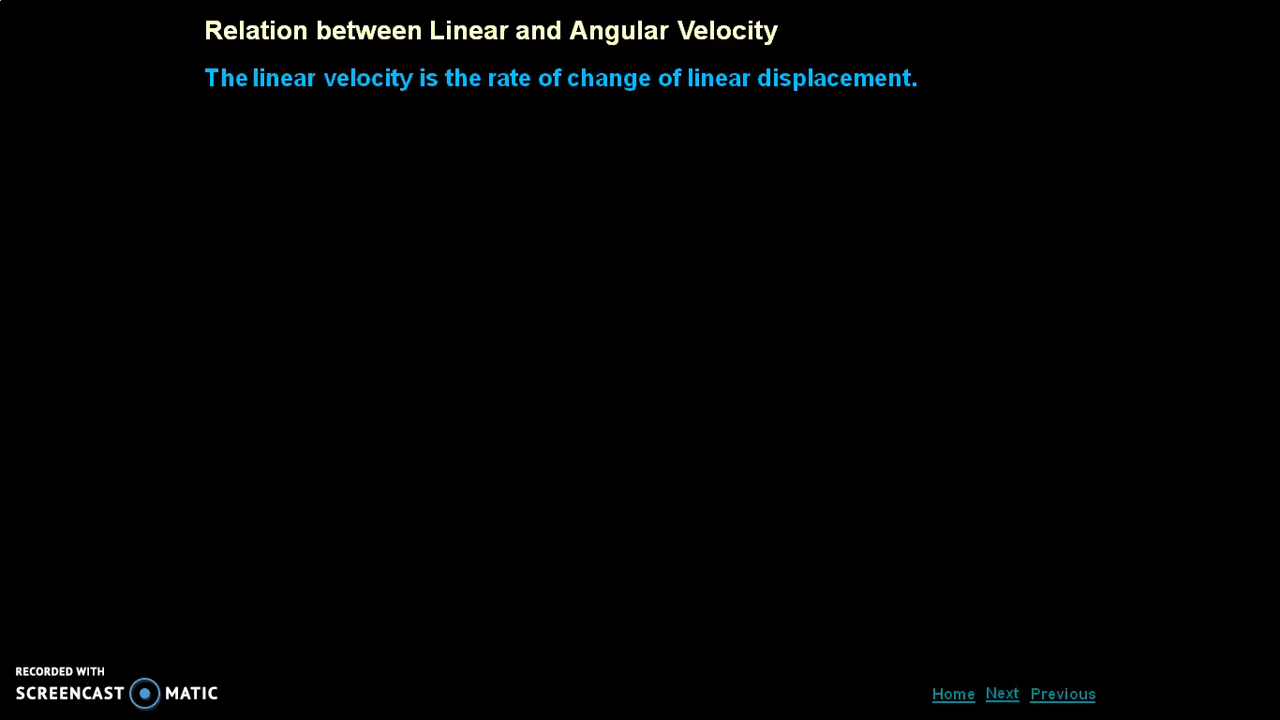 Relation between Linear and Angular Velocity
The linear velocity is the rate of change of linear displacement.
RECORDED WITH
SCREENCAST MATIC
Home Next Previous